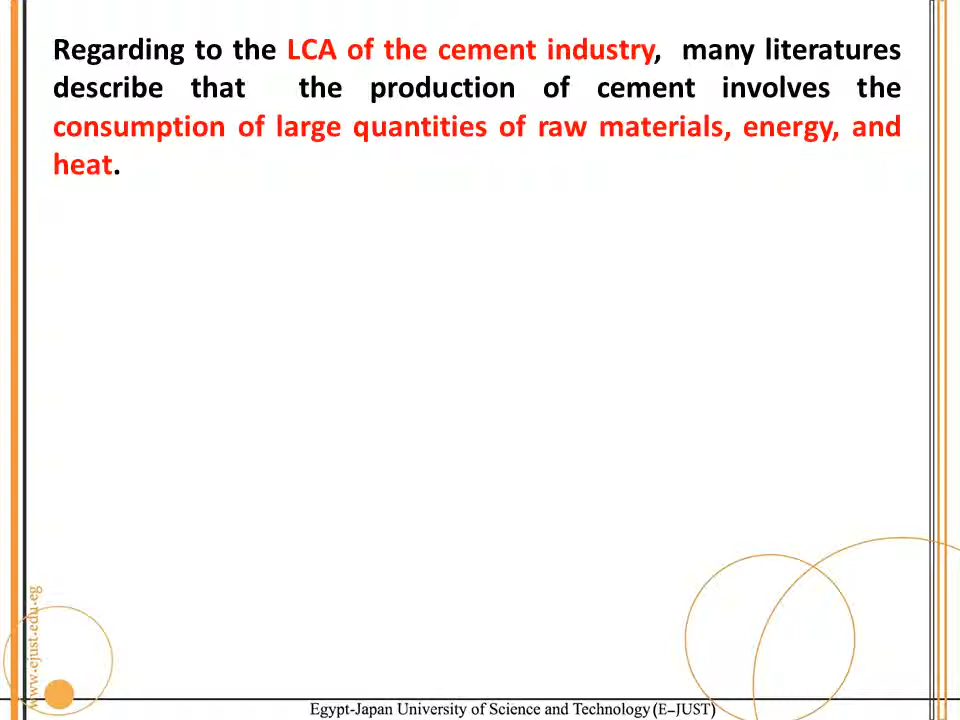 Regarding to the LCA of the cement industry, many literatures
describe that the production of cement involves the
consumption of large quantities of raw materials, energy, and
heat.
www.ejust.edu.eg
Egypt-Japan University of Science and Technology (E-JUST)